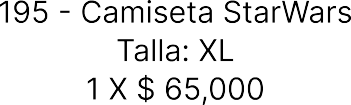 195 - Camiseta StarWars
Talla: XL
1 X $ 65,000